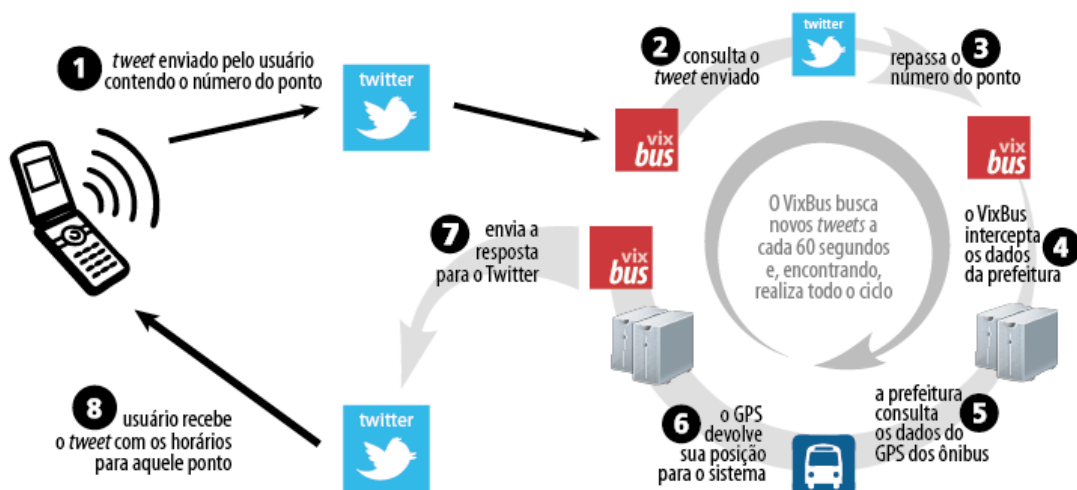 1
tweet enviado pelo usuário
contendo o número do ponto
twitter
2
consulta o
tweet enviado
twitter
3
repassa o
número do ponto
vix
bus
vix
bus
O VixBus busca
novos tweets a
cada 60 segundos
e, encontrando,
realiza todo o ciclo
4
o VixBus
intercepta
os dados
da prefeitura
5
a prefeitura
consulta
os dados do
GPS dos ônibus
6
o GPS
devolve
sua posição
para o sistema
vix
bus
7
envia a
resposta
para o Twitter
twitter
8
usuário recebe
o tweet com os horários
para aquele ponto